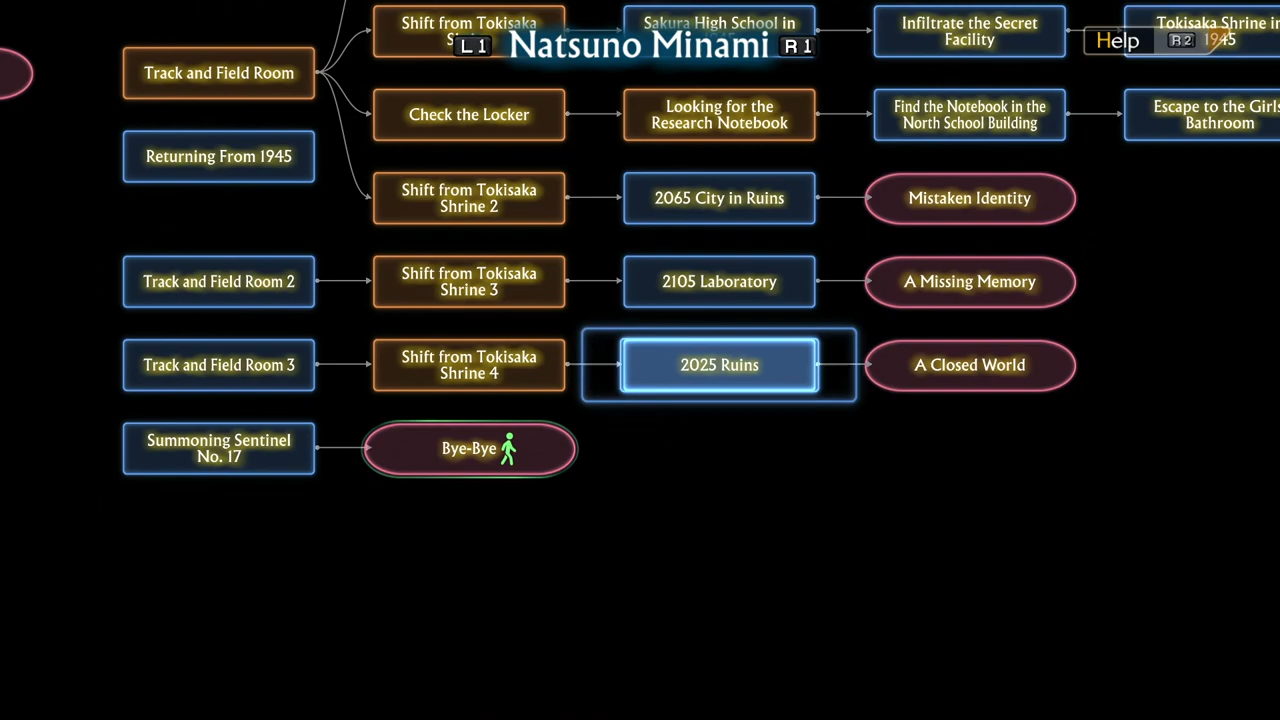 Shift from Tokisaka
Sakura High School in
Infiltrate the Secret
Facility
Tokisaka Shrine in
1945
L1
Natsuno Minami
R1
Help
R2
Track and Field Room
Check the Locker
Looking for the
Research Notebook
Find the Notebook in the
North School Building
Escape to the Girls
Bathroom
Returning From 1945
Shift from Tokisaka
Shrine 2
2065 City in Ruins
Mistaken Identity
Track and Field Room 2
Shift from Tokisaka
Shrine 3
2105 Laboratory
A Missing Memory
Track and Field Room 3
Shift from Tokisaka
Shrine 4
2025 Ruins
A Closed World
Summoning Sentinel
No. 17
Bye-Bye